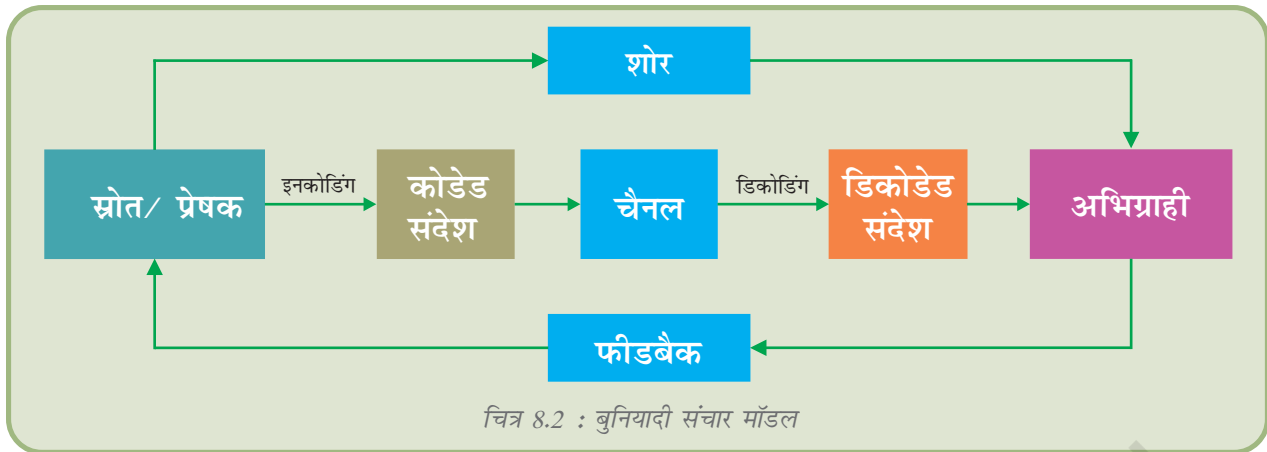 शोर
स्रोत/ प्रेषक
इनकोडिंग
कोडेड
संदेश
चैनल
डिकोडिंग
डिकोडेड
संदेश
अभिग्राही
फीडबैक
चित्र 8.2 : बुनियादी संचार मॉडल